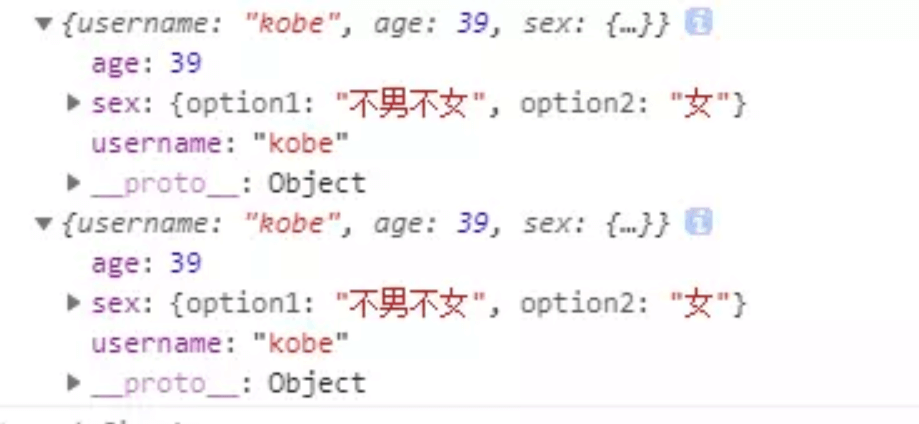 ▼ {username: "kobe", age: 39, sex: {…}} i
age: 39
▶ sex: {option1: "不男不女", option2: "女"}
username: "kobe"
▶ __proto__: Object
▼ {username: "kobe", age: 39, sex: {…}} i
age: 39
▶ sex: {option1: "不男不女", option2: "女"}
username: "kobe"
▶ __proto__: Object